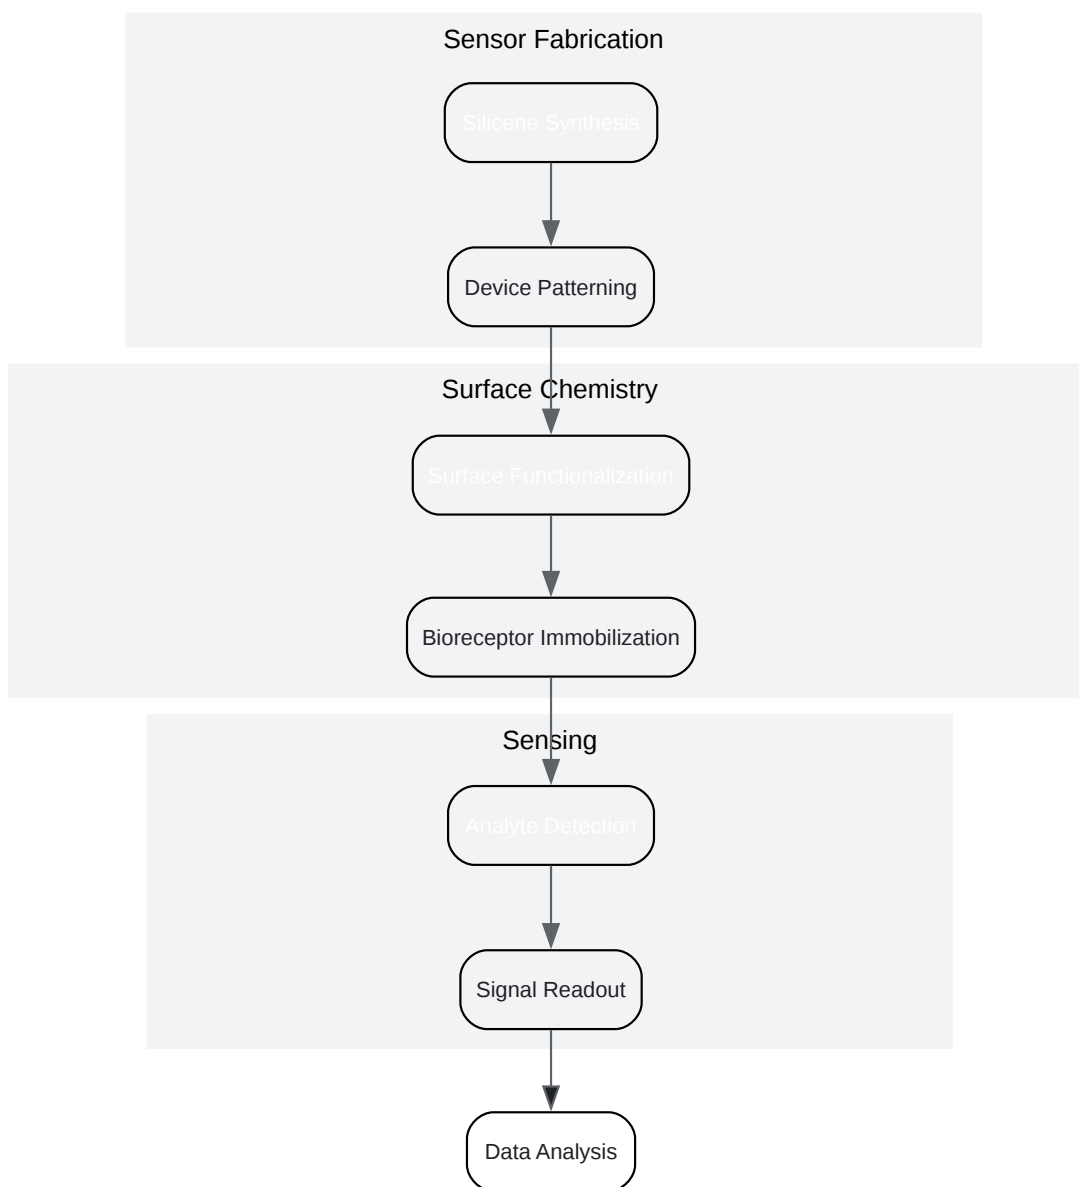 Sensor Fabrication
Silicene Synthesis
Device Patterning
Surface Chemistry
Surface Functionalization
Bioreceptor Immobilization
Sensing
Analyte Detection
Signal Readout
Data Analysis